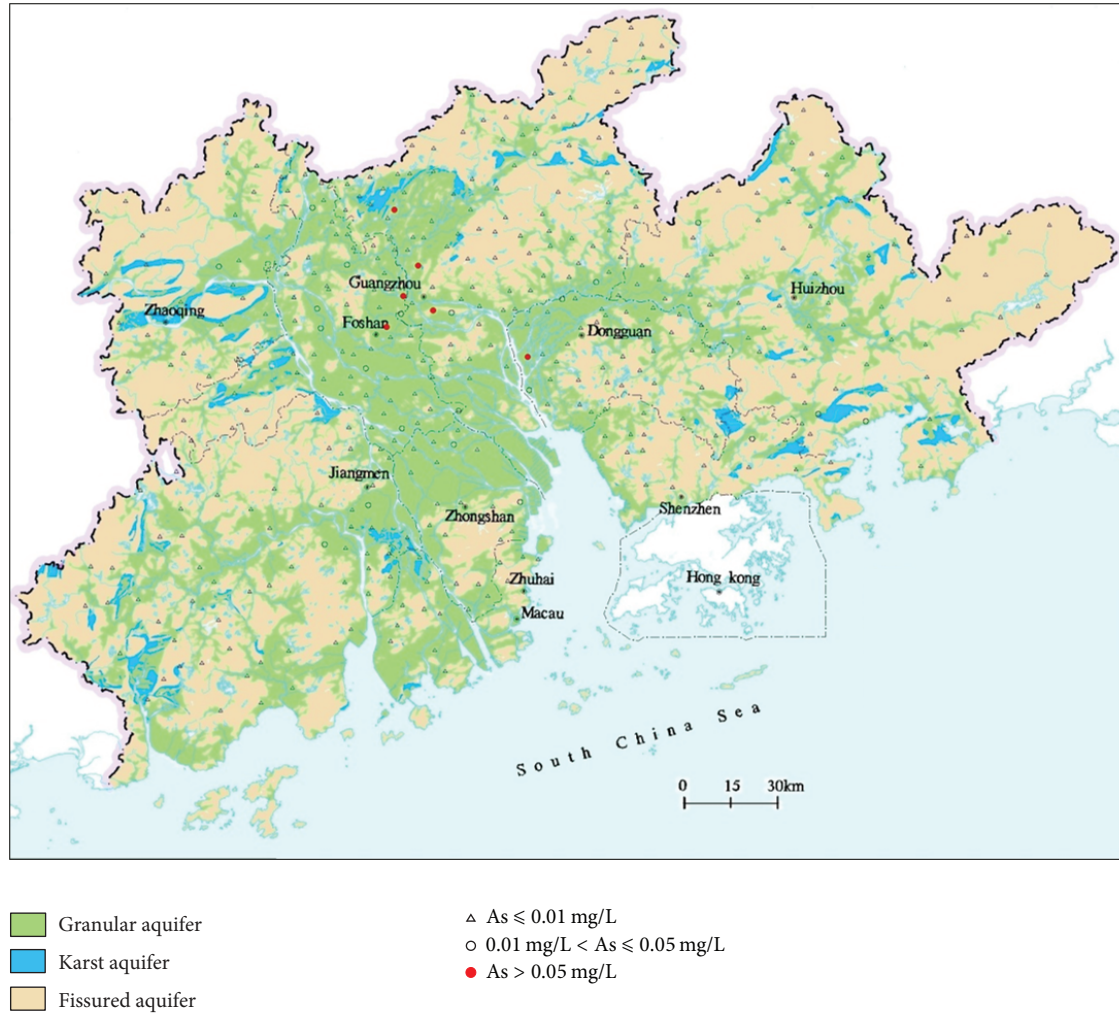 Guangzhou
Huizhou
Zhaoqing
Foshan
Dongguan
Jiangmen
Zhongshan
Shenzhen
Zhuhai
Hong kong
Macau
South China Sea
0 15 30km
Granular aquifer
Karst aquifer
Fissured aquifer
As ⩽ 0.01 mg/L
0.01 mg/L < As ⩽ 0.05 mg/L
As > 0.05 mg/L